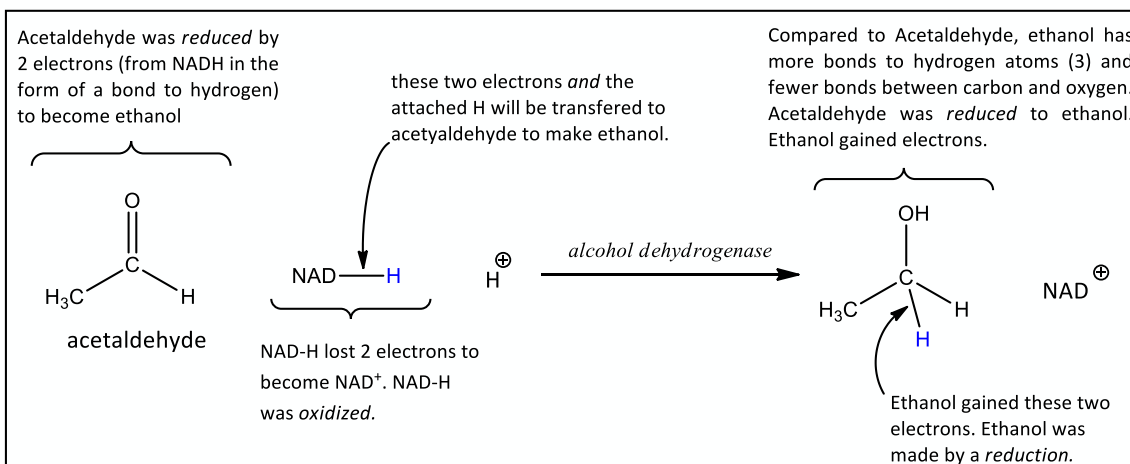 Acetaldehyde was reduced by
2 electrons (from NADH in the
form of a bond to hydrogen)
to become ethanol
these two electrons and the
attached H will be transfered to
acetyaldehyde to make ethanol.
Compared to Acetaldehyde, ethanol has
more bonds to hydrogen atoms (3) and
fewer bonds between carbon and oxygen.
Acetaldehyde was reduced to ethanol.
Ethanol gained electrons.
O
C
H₃C
H
acetaldehyde
NAD
H
H⊕
alcohol dehydrogenase
OH
C
H₃C
H
H
NAD⊕
NAD-H lost 2 electrons to
become NAD⁺. NAD-H
was oxidized.
Ethanol gained these two
electrons. Ethanol was
made by a reduction.